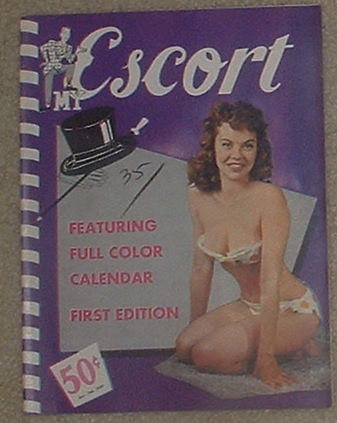 MY
Escort
35
FEATURING
FULL COLOR
CALENDAR
FIRST EDITION
50¢